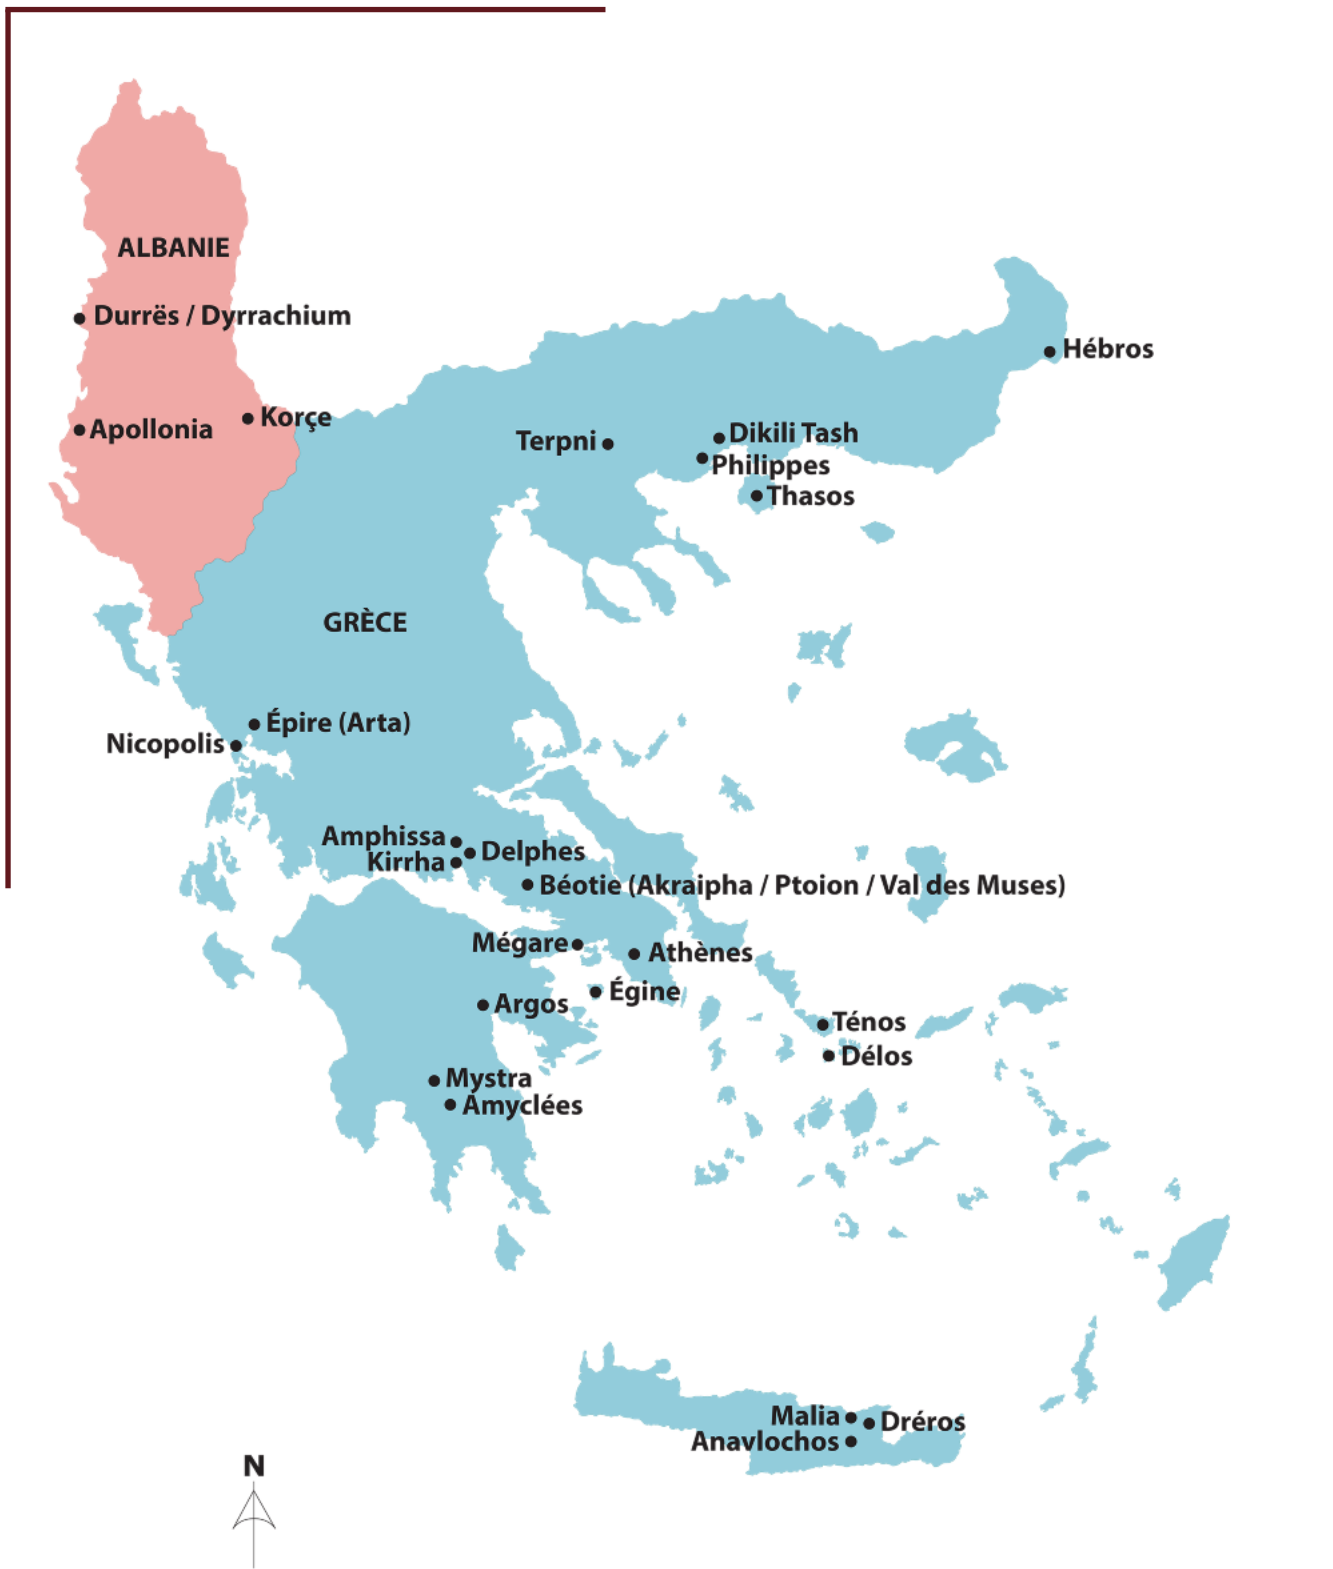 ALBANIE
Durrës / Dyrrachium
Hébros
Korçe
Apollonia
Terpni
Dikili Tash
Philippes
Thasos
GRÈCE
Épire (Arta)
Nicopolis
Amphissa
Delphes
Kirrha
Béotie (Akraipha / Ptoion / Val des Muses)
Mégare
Athènes
Égine
Argos
Ténos
Délos
Mystra
Amyclées
Malia
Dréros
Anavlochos
N